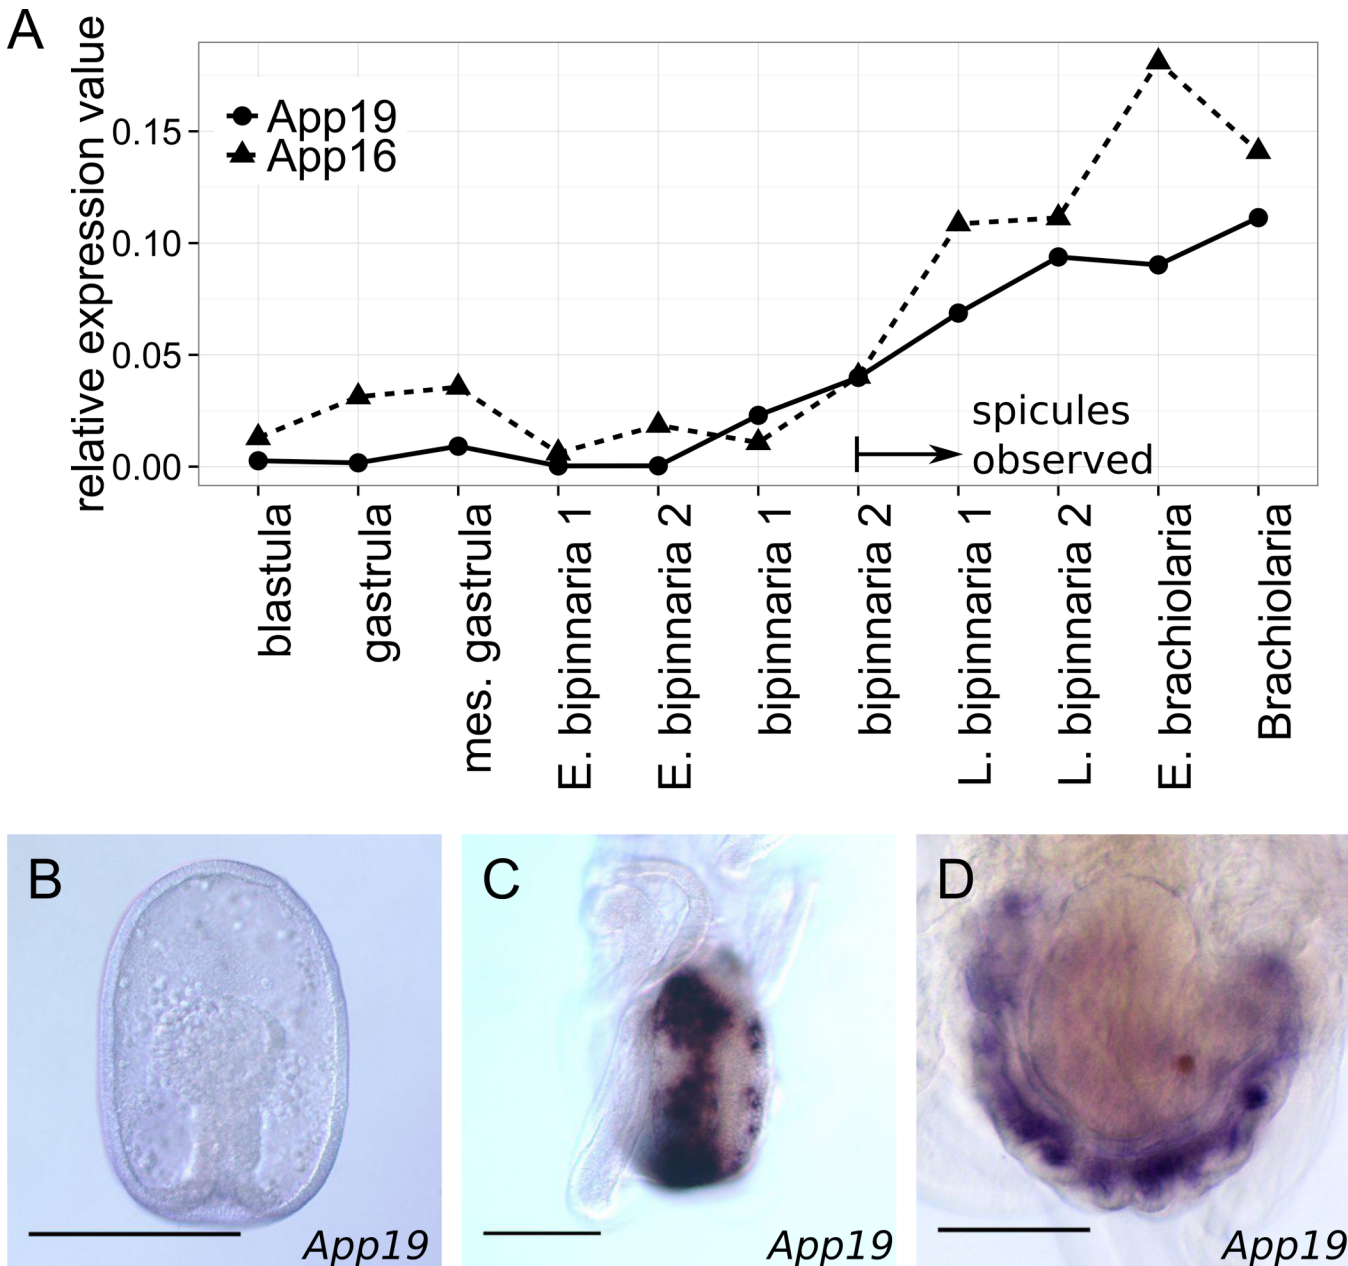 A
relative expression value
0.15
0.10
0.05
0.00
App19
App16
spicules
observed
blastula
gastrula
mes. gastrula
E. bipinnaria 1
E. bipinnaria 2
bipinnaria 1
bipinnaria 2
L. bipinnaria 1
L. bipinnaria 2
E. brachiolaria
Brachiolaria
B
App19
C
App19
D
App19